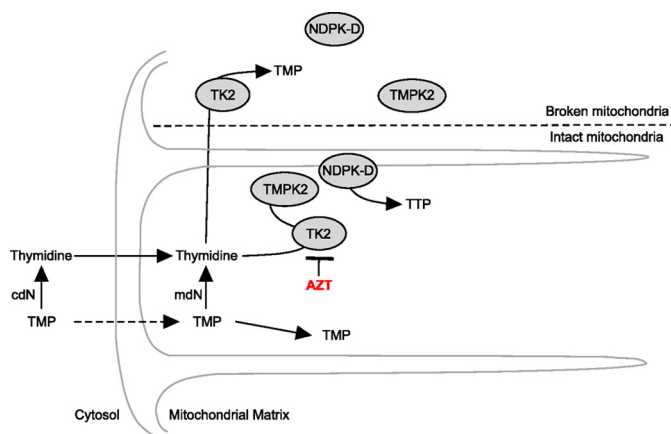 NDPK-D
TMP
TK2
TMPK2
Broken mitochondria
Intact mitochondria
NDPK-D
TMPK2
TTP
TK2
Thymidine
Thymidine
AZT
cdN
mdN
TMP
TMP
TMP
Cytosol
Mitochondrial Matrix